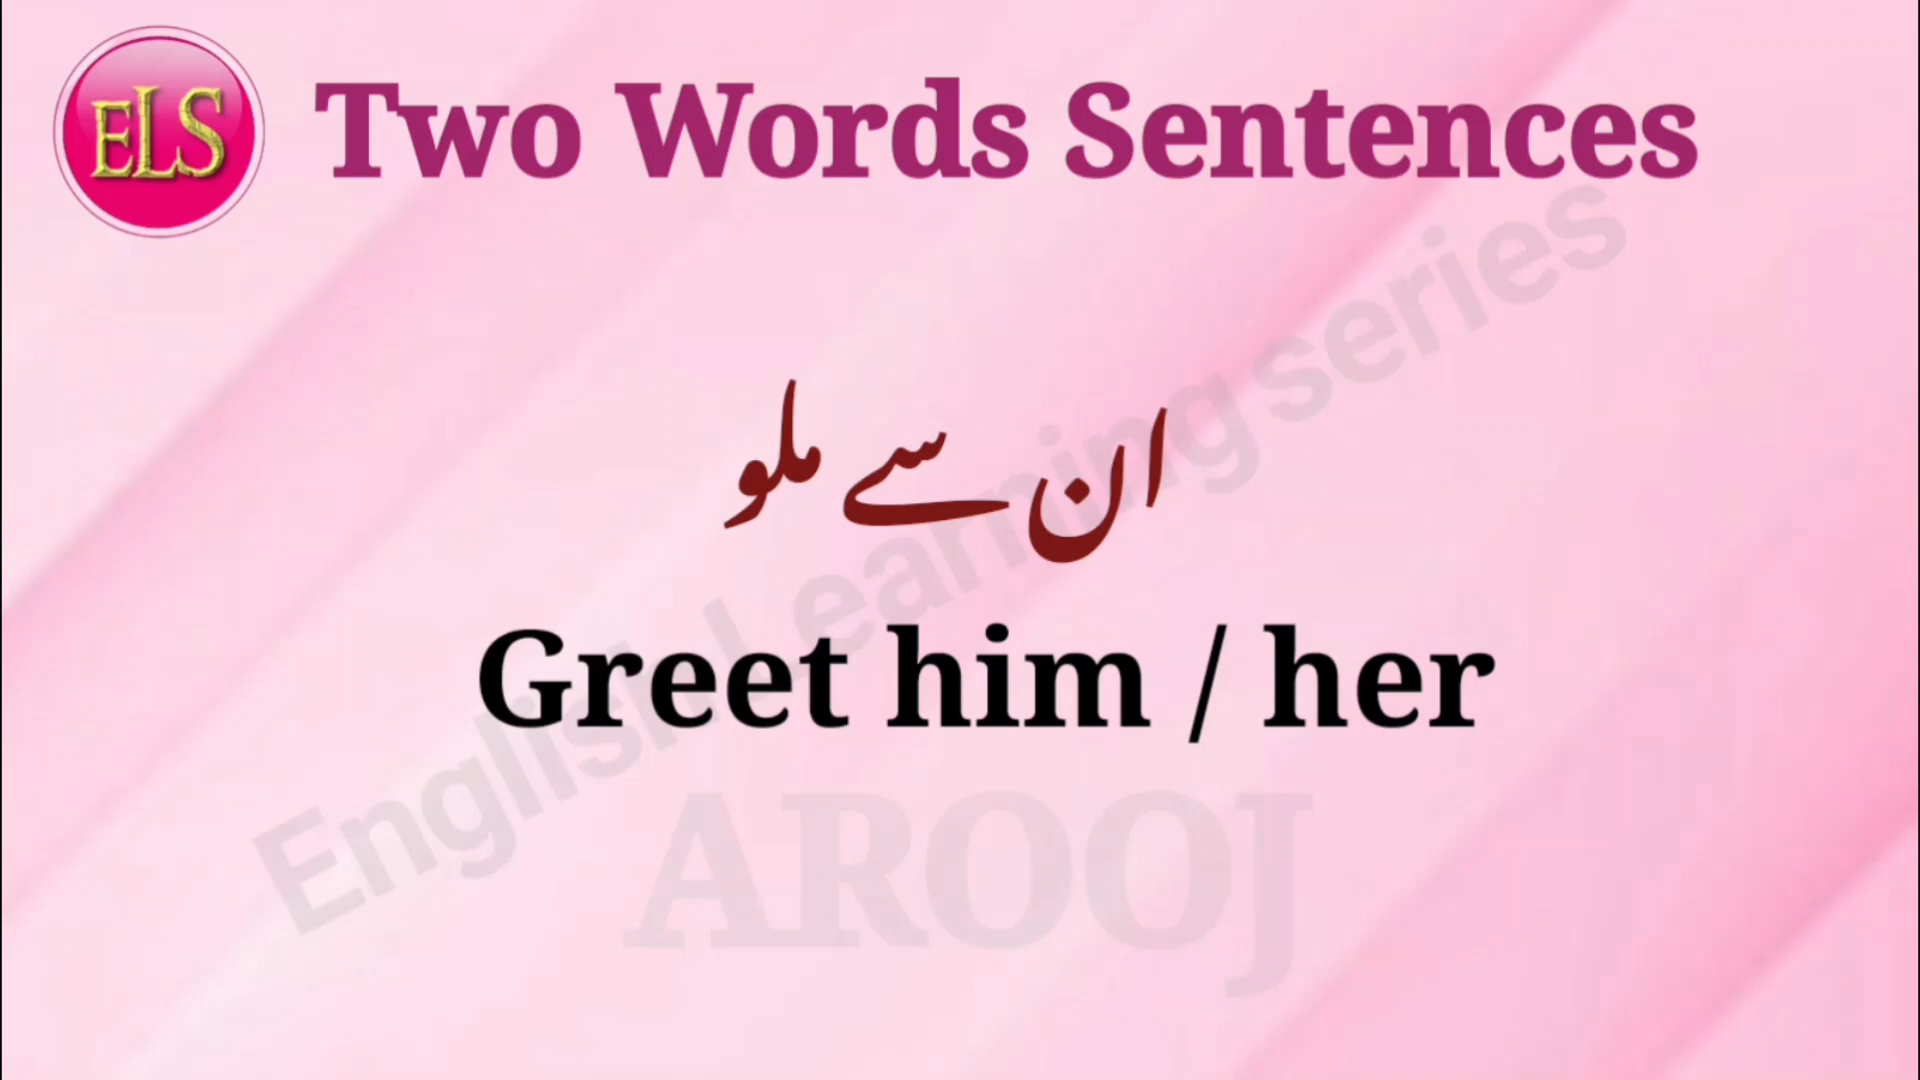 ELS
Two Words Sentences
ان سے ملو
Greet him / her
English Learning series
AROOJ